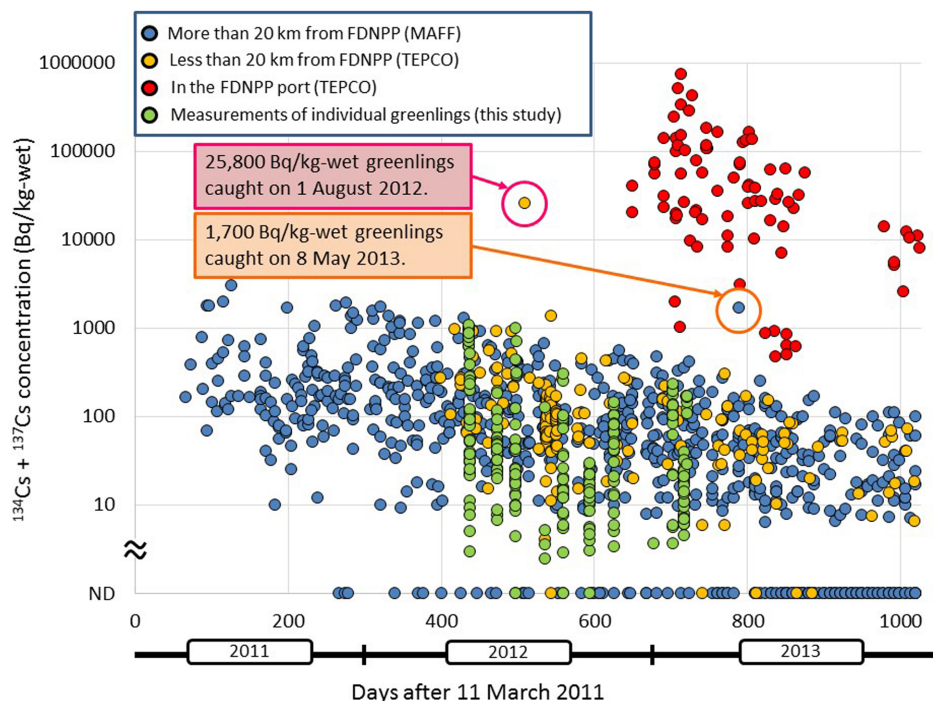 More than 20 km from FDNPP (MAFF)
Less than 20 km from FDNPP (TEPCO)
In the FDNPP port (TEPCO)
Measurements of individual greenlings (this study)
25,800 Bq/kg-wet greenlings
caught on 1 August 2012.
1,700 Bq/kg-wet greenlings
caught on 8 May 2013.
¹³⁴Cs + ¹³⁷Cs concentration (Bq/kg-wet)
1000000
100000
10000
1000
100
10
≈
ND
0 200 400 600 800 1000
2011 2012 2013
Days after 11 March 2011